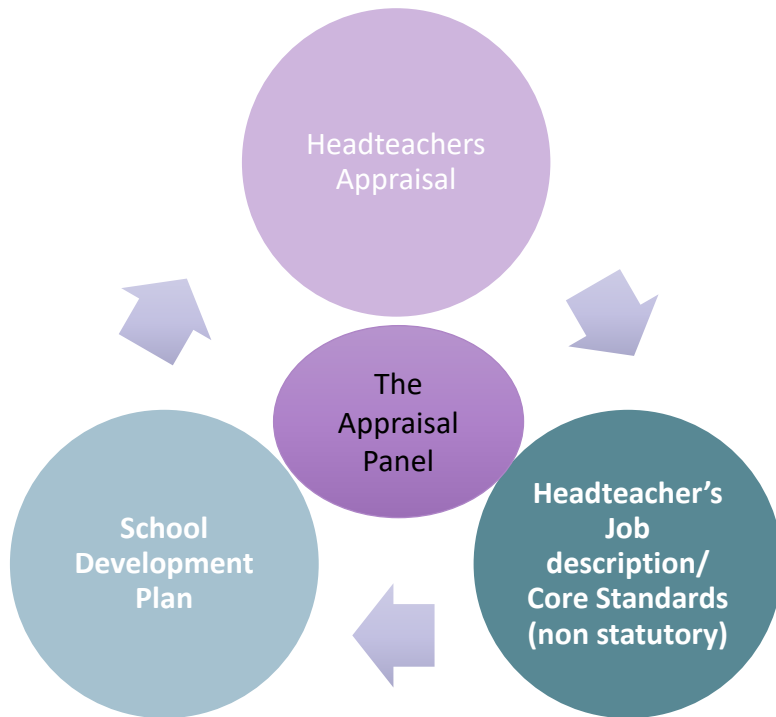 Headteachers
Appraisal
The
Appraisal
Panel
School
Development
Plan
Headteacher’s
Job
description/
Core Standards
(non statutory)